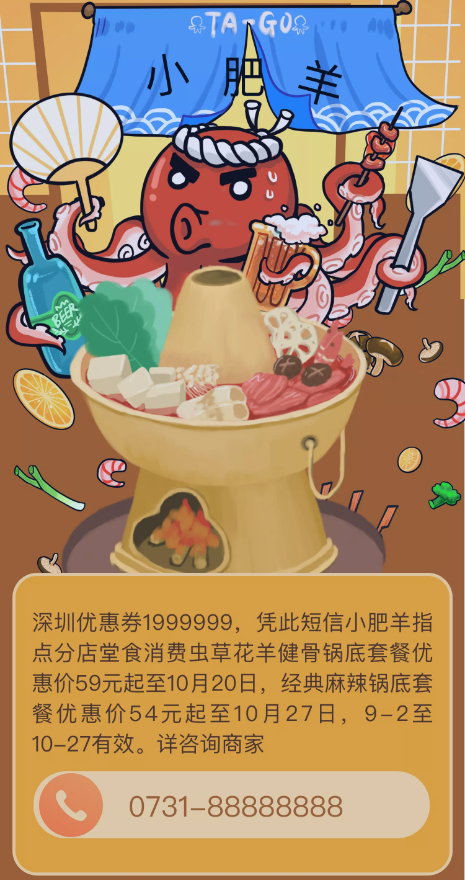 TA-GO
小肥羊
BEER
深圳优惠券1999999，凭此短信小肥羊指
点分店堂食消费虫草花羊健骨锅底套餐优
惠价59元起至10月20日，经典麻辣锅底套
餐优惠价54元起至10月27日，9-2至
10-27有效。详咨询商家
0731-88888888